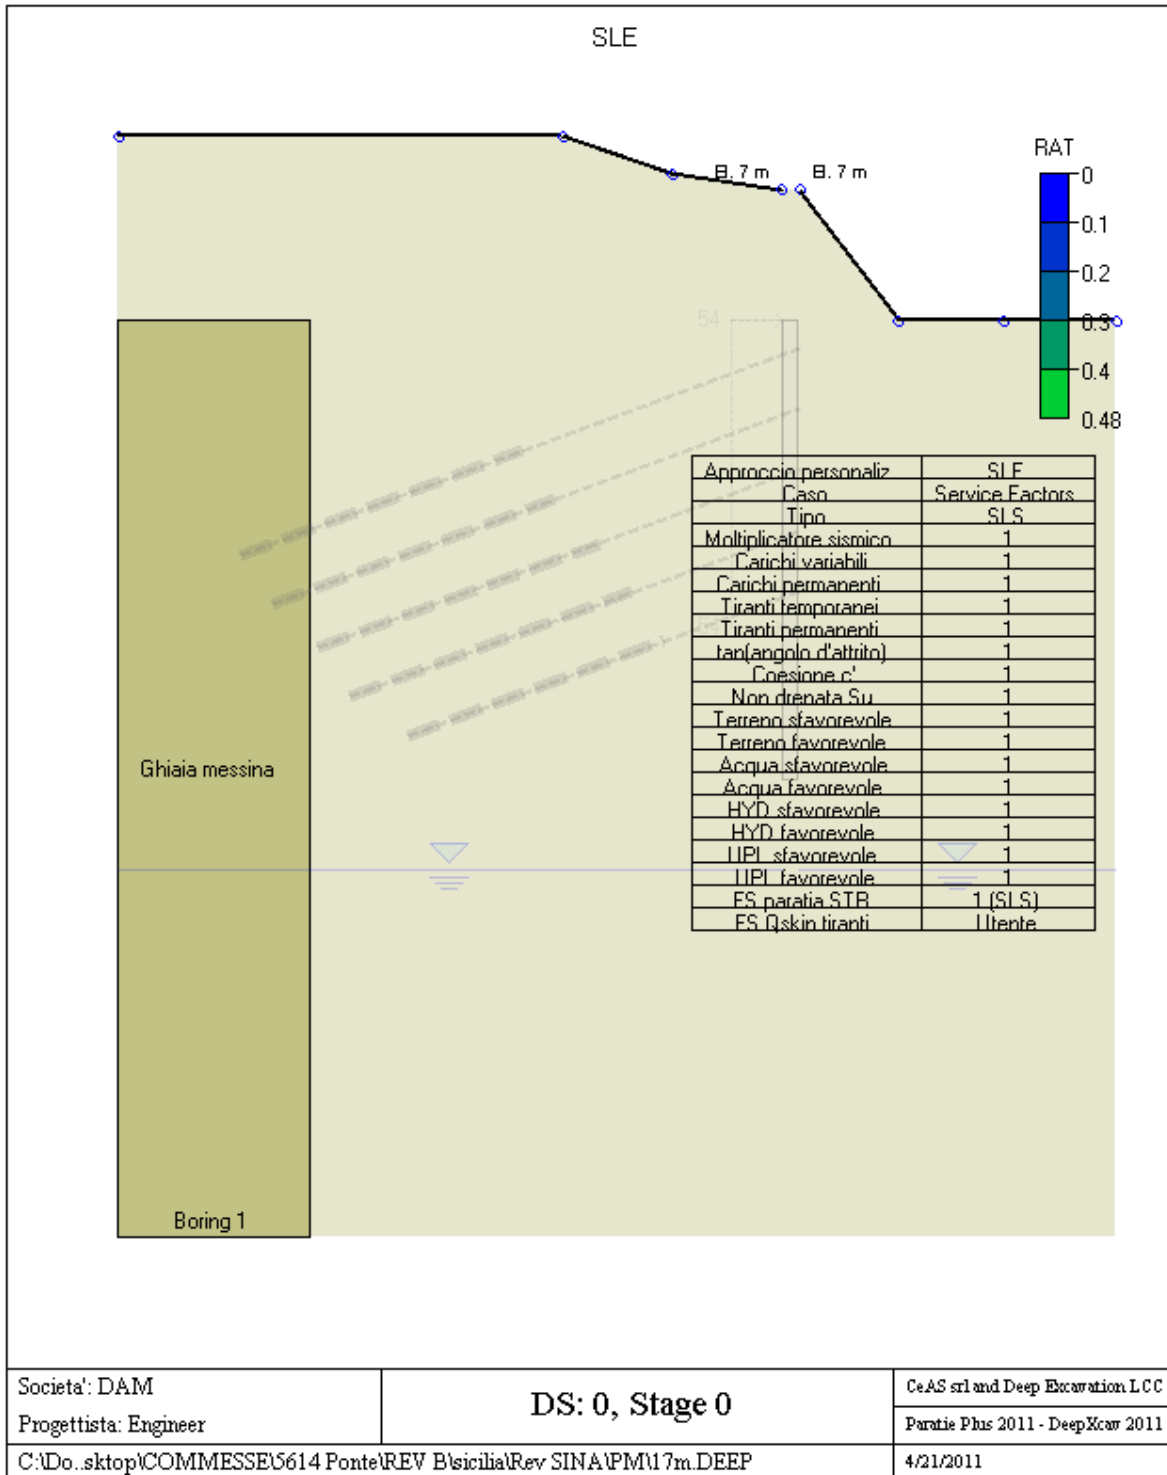 SLE
8.7 m 8.7 m
RAT
0
0.1
0.2
0.3
0.4
0.48
54
Approccio personaliz SLE
Caso Service Factors
Tipo SLS
Moltiplicatore sismico 1
Carichi variabili 1
Carichi permanenti 1
Tiranti temporanei 1
Tiranti permanenti 1
tan(angolo d'attrito) 1
Coesione c' 1
Non drenata Su 1
Terreno sfavorevole 1
Terreno favorevole 1
Acqua sfavorevole 1
Acqua favorevole 1
HYD sfavorevole 1
HYD favorevole 1
UPL sfavorevole 1
UPL favorevole 1
FS paratia STR 1 (SLS)
FS Qskin tiranti Utente
Ghiaia messina
Boring 1
Societa': DAM
Progettista: Engineer
DS: 0, Stage 0
CeAS srl and Deep Excavation LCC
Paratie Plus 2011 - DeepXcav 2011
C:\Do..sktop\COMMESSE\5614 Ponte\REV B\sicilia\Rev SINA\PM\17m.DEEP
4/21/2011